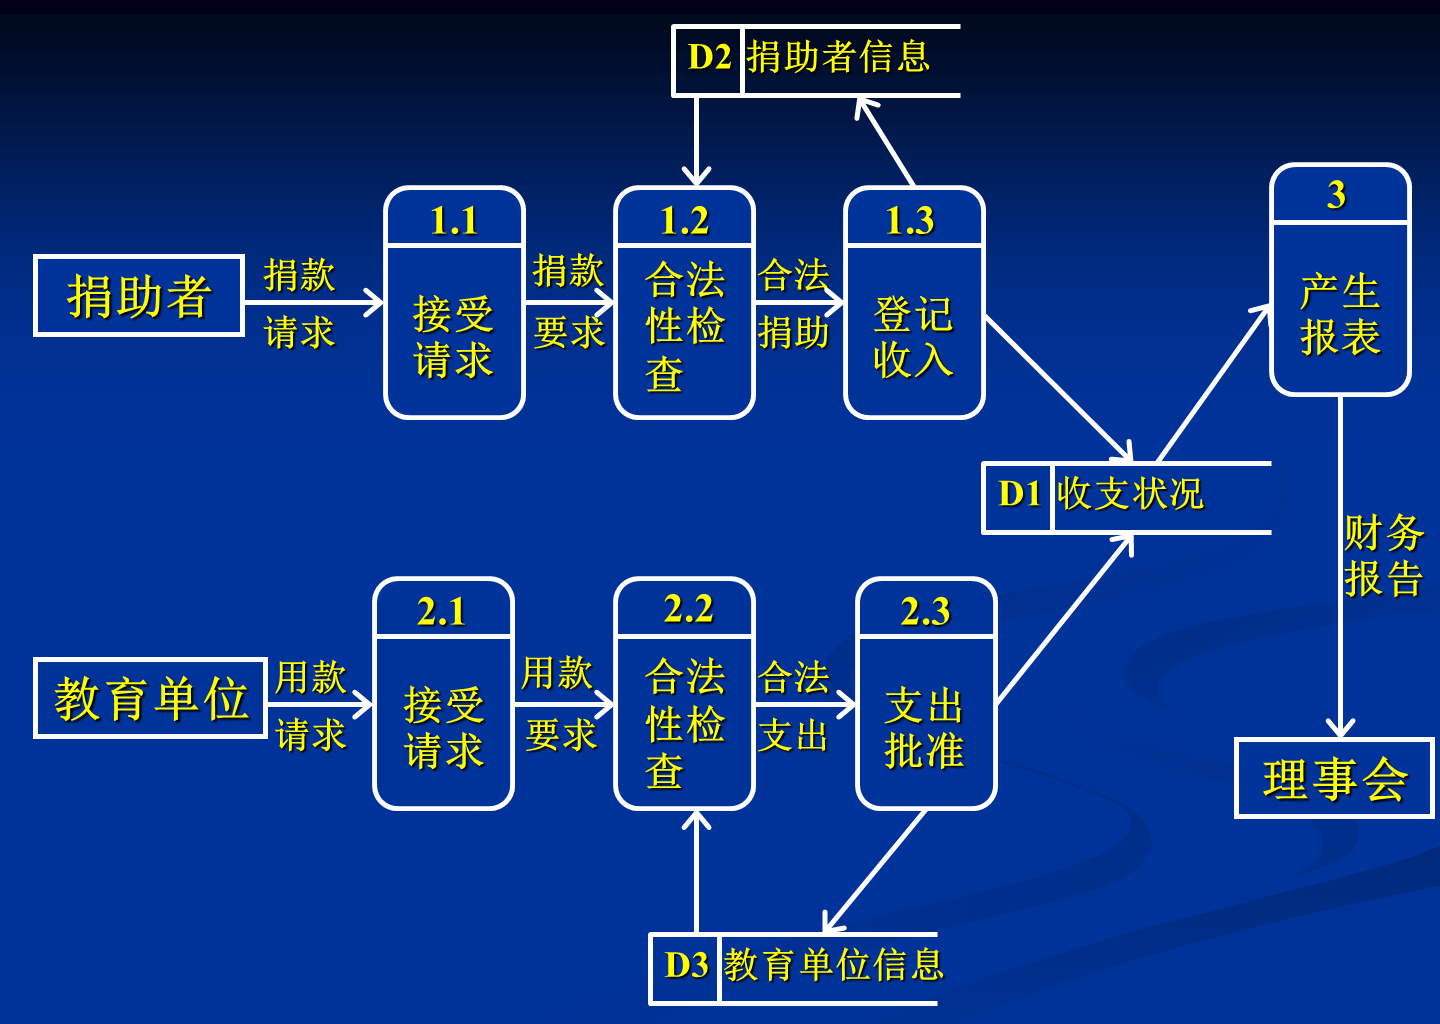 D2 捐助者信息
1.1
1.2
1.3
3
捐助者
捐款
请求
接受
请求
捐款
要求
合法
性检
查
合法
捐助
登记
收入
产生
报表
D1 收支状况
财务
报告
2.1
2.2
2.3
教育单位
用款
请求
接受
请求
用款
要求
合法
性检
查
合法
支出
支出
批准
理事会
D3 教育单位信息